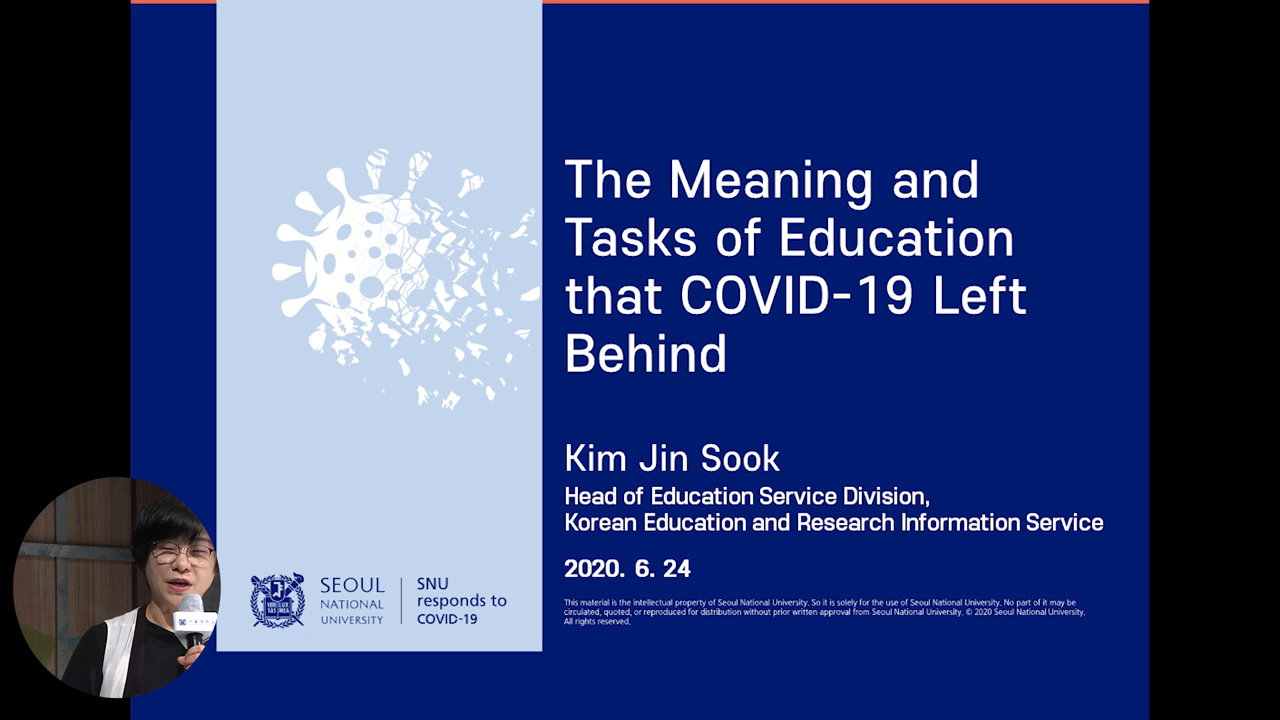 The Meaning and
Tasks of Education
that COVID-19 Left
Behind
Kim Jin Sook
Head of Education Service Division,
Korean Education and Research Information Service
2020. 6. 24
This material is the intellectual property of Seoul National University. So it is solely for the use of Seoul National University. No part of it may be
circulated, quoted, or reproduced for distribution without prior written approval from Seoul National University. © 2020 Seoul National University.
All rights reserved.
SEOUL
NATIONAL
UNIVERSITY
SNU
responds to
COVID-19